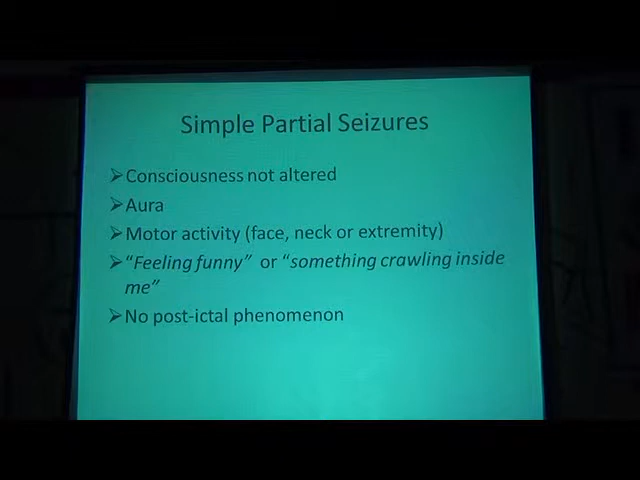 Simple Partial Seizures
➢Consciousness not altered
➢Aura
➢Motor activity (face, neck or extremity)
➢"Feeling funny" or "something crawling inside
me"
➢No post-ictal phenomenon